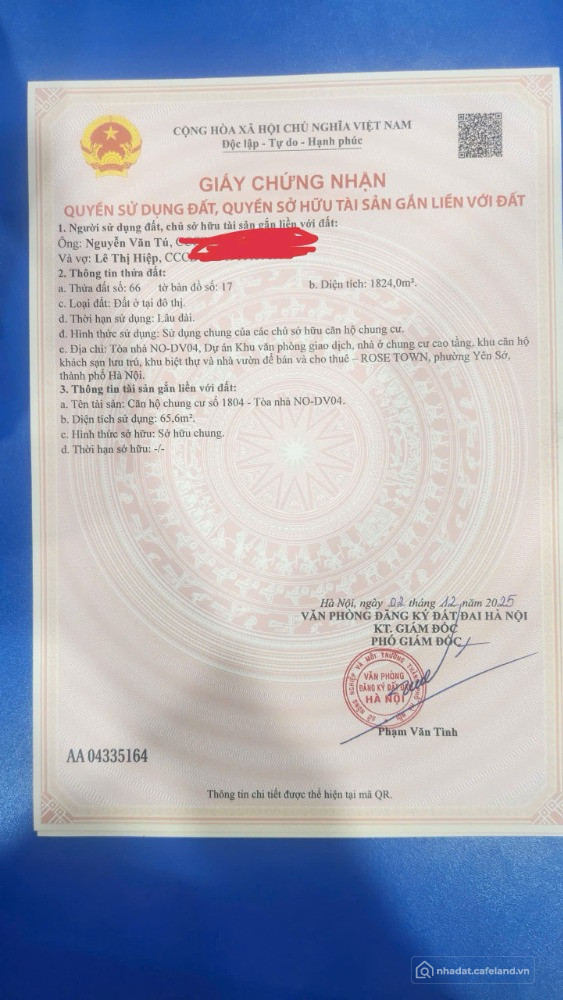 CỘNG HÒA XÃ HỘI CHỦ NGHĨA VIỆT NAM
Độc lập - Tự do - Hạnh phúc
GIẤY CHỨNG NHẬN
QUYỀN SỬ DỤNG ĐẤT, QUYỀN SỞ HỮU TÀI SẢN GẮN LIỀN VỚI ĐẤT
1. Người sử dụng đất, chủ sở hữu tài sản gắn liền với đất:
Ông: Nguyễn Văn Tú,
Và vợ: Lê Thị Hiệp, CCC
2. Thông tin thửa đất:
a. Thửa đất số: 66 tờ bản đồ số: 17 b. Diện tích: 1824,0m².
c. Loại đất: Đất ở tại đô thị.
d. Thời hạn sử dụng: Lâu dài.
đ. Hình thức sử dụng: Sử dụng chung của các chủ sở hữu căn hộ chung cư.
e. Địa chỉ: Tòa nhà NO-DV04, Dự án Khu văn phòng giao dịch, nhà ở chung cư cao tầng, khu căn hộ
khách sạn lưu trú, khu biệt thự và nhà vườn để bán và cho thuê – ROSE TOWN, phường Yên Sở,
thành phố Hà Nội.
3. Thông tin tài sản gắn liền với đất:
a. Tên tài sản: Căn hộ chung cư số 1804 - Tòa nhà NO-DV04.
b. Diện tích sử dụng: 65,6m².
c. Hình thức sở hữu: Sở hữu chung.
d. Thời hạn sở hữu: -/-
Hà Nội, ngày 02 tháng 12 năm 2025
VĂN PHÒNG ĐĂNG KÝ ĐẤT ĐAI HÀ NỘI
KT. GIÁM ĐỐC
PHÓ GIÁM ĐỐC
VĂN PHÒNG
ĐĂNG KÝ ĐẤT
HÀ NỘI
Phạm Văn Tình
AA 04335164
Thông tin chi tiết được thể hiện tại mã QR.
nhadat.cafeland.vn